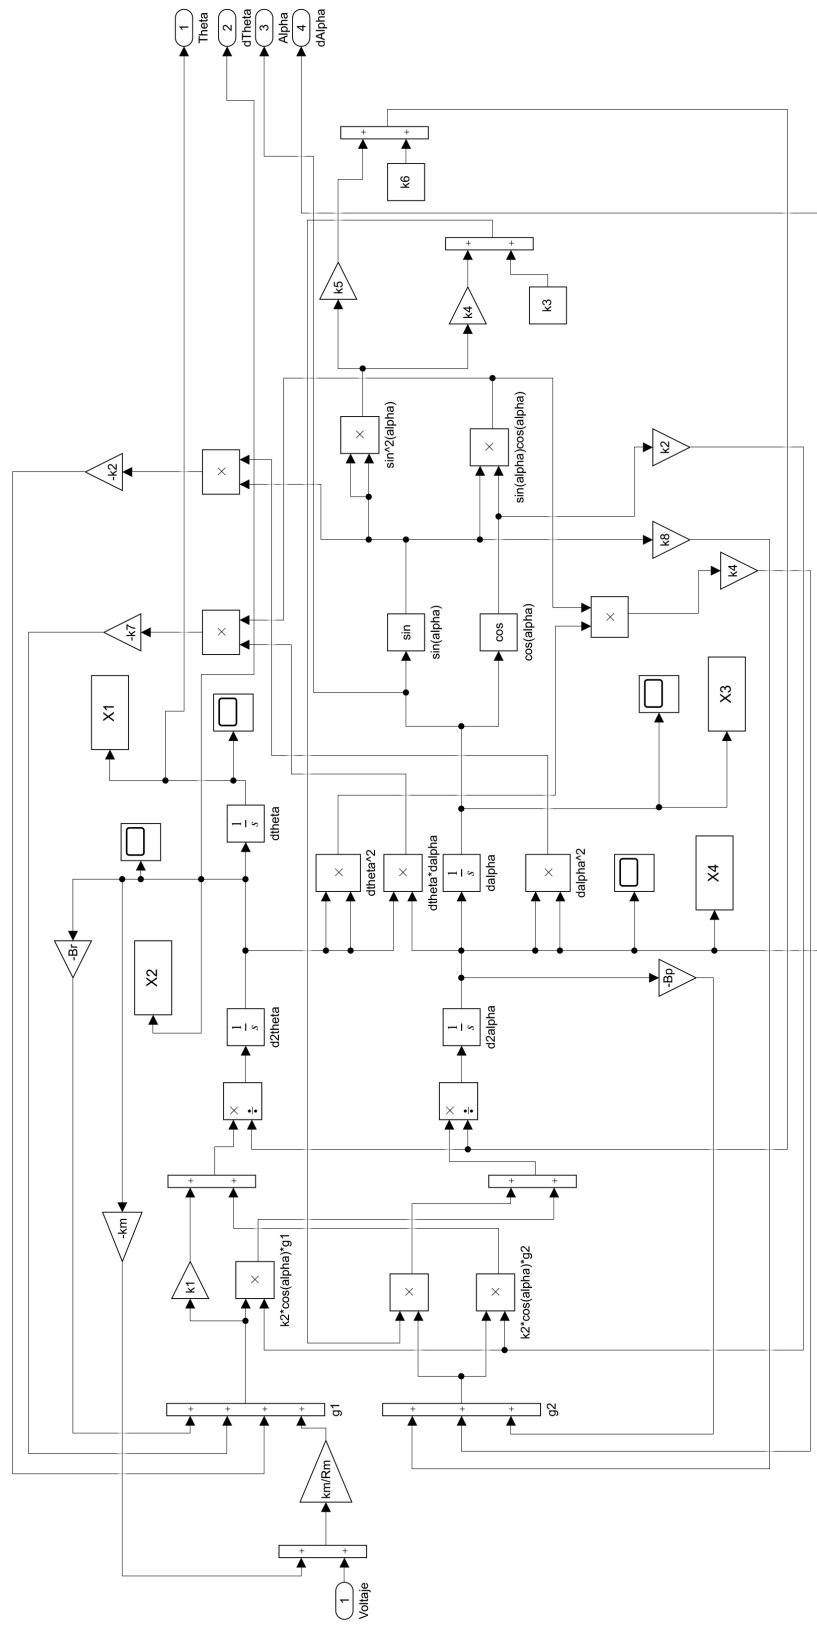 -k2
-k7
-Br
X1
-km
X2
1
Theta
k1
2
dTheta
1/s
d2theta
1/s
dtheta
3
Alpha
k2*cos(alpha)*g1
4
dAlpha
km/Rm
g1
1
Voltaje
dtheta^2
k5
sin^2(alpha)
k6
sin
sin(alpha)
dtheta*dalpha
1/s
d2alpha
1/s
dalpha
k4
cos
cos(alpha)
sin(alpha)cos(alpha)
k2*cos(alpha)*g2
g2
dalpha^2
k3
-Bp
k8
k2
X4
X3
k4